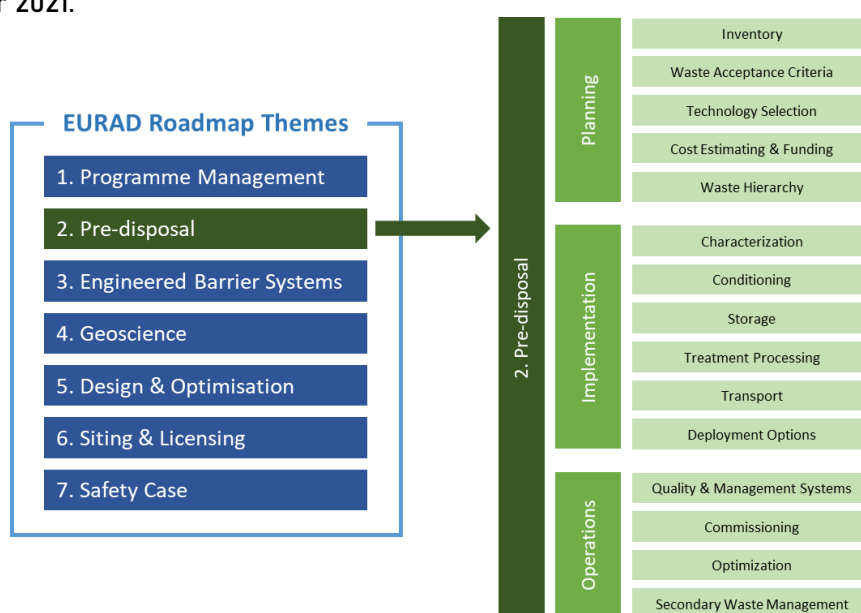 r 2021.
EURAD Roadmap Themes
1. Programme Management
2. Pre-disposal
3. Engineered Barrier Systems
4. Geoscience
5. Design & Optimisation
6. Siting & Licensing
7. Safety Case
2. Pre-disposal
Planning
Inventory
Waste Acceptance Criteria
Technology Selection
Cost Estimating & Funding
Waste Hierarchy
Implementation
Characterization
Conditioning
Storage
Treatment Processing
Transport
Deployment Options
Operations
Quality & Management Systems
Commissioning
Optimization
Secondary Waste Management